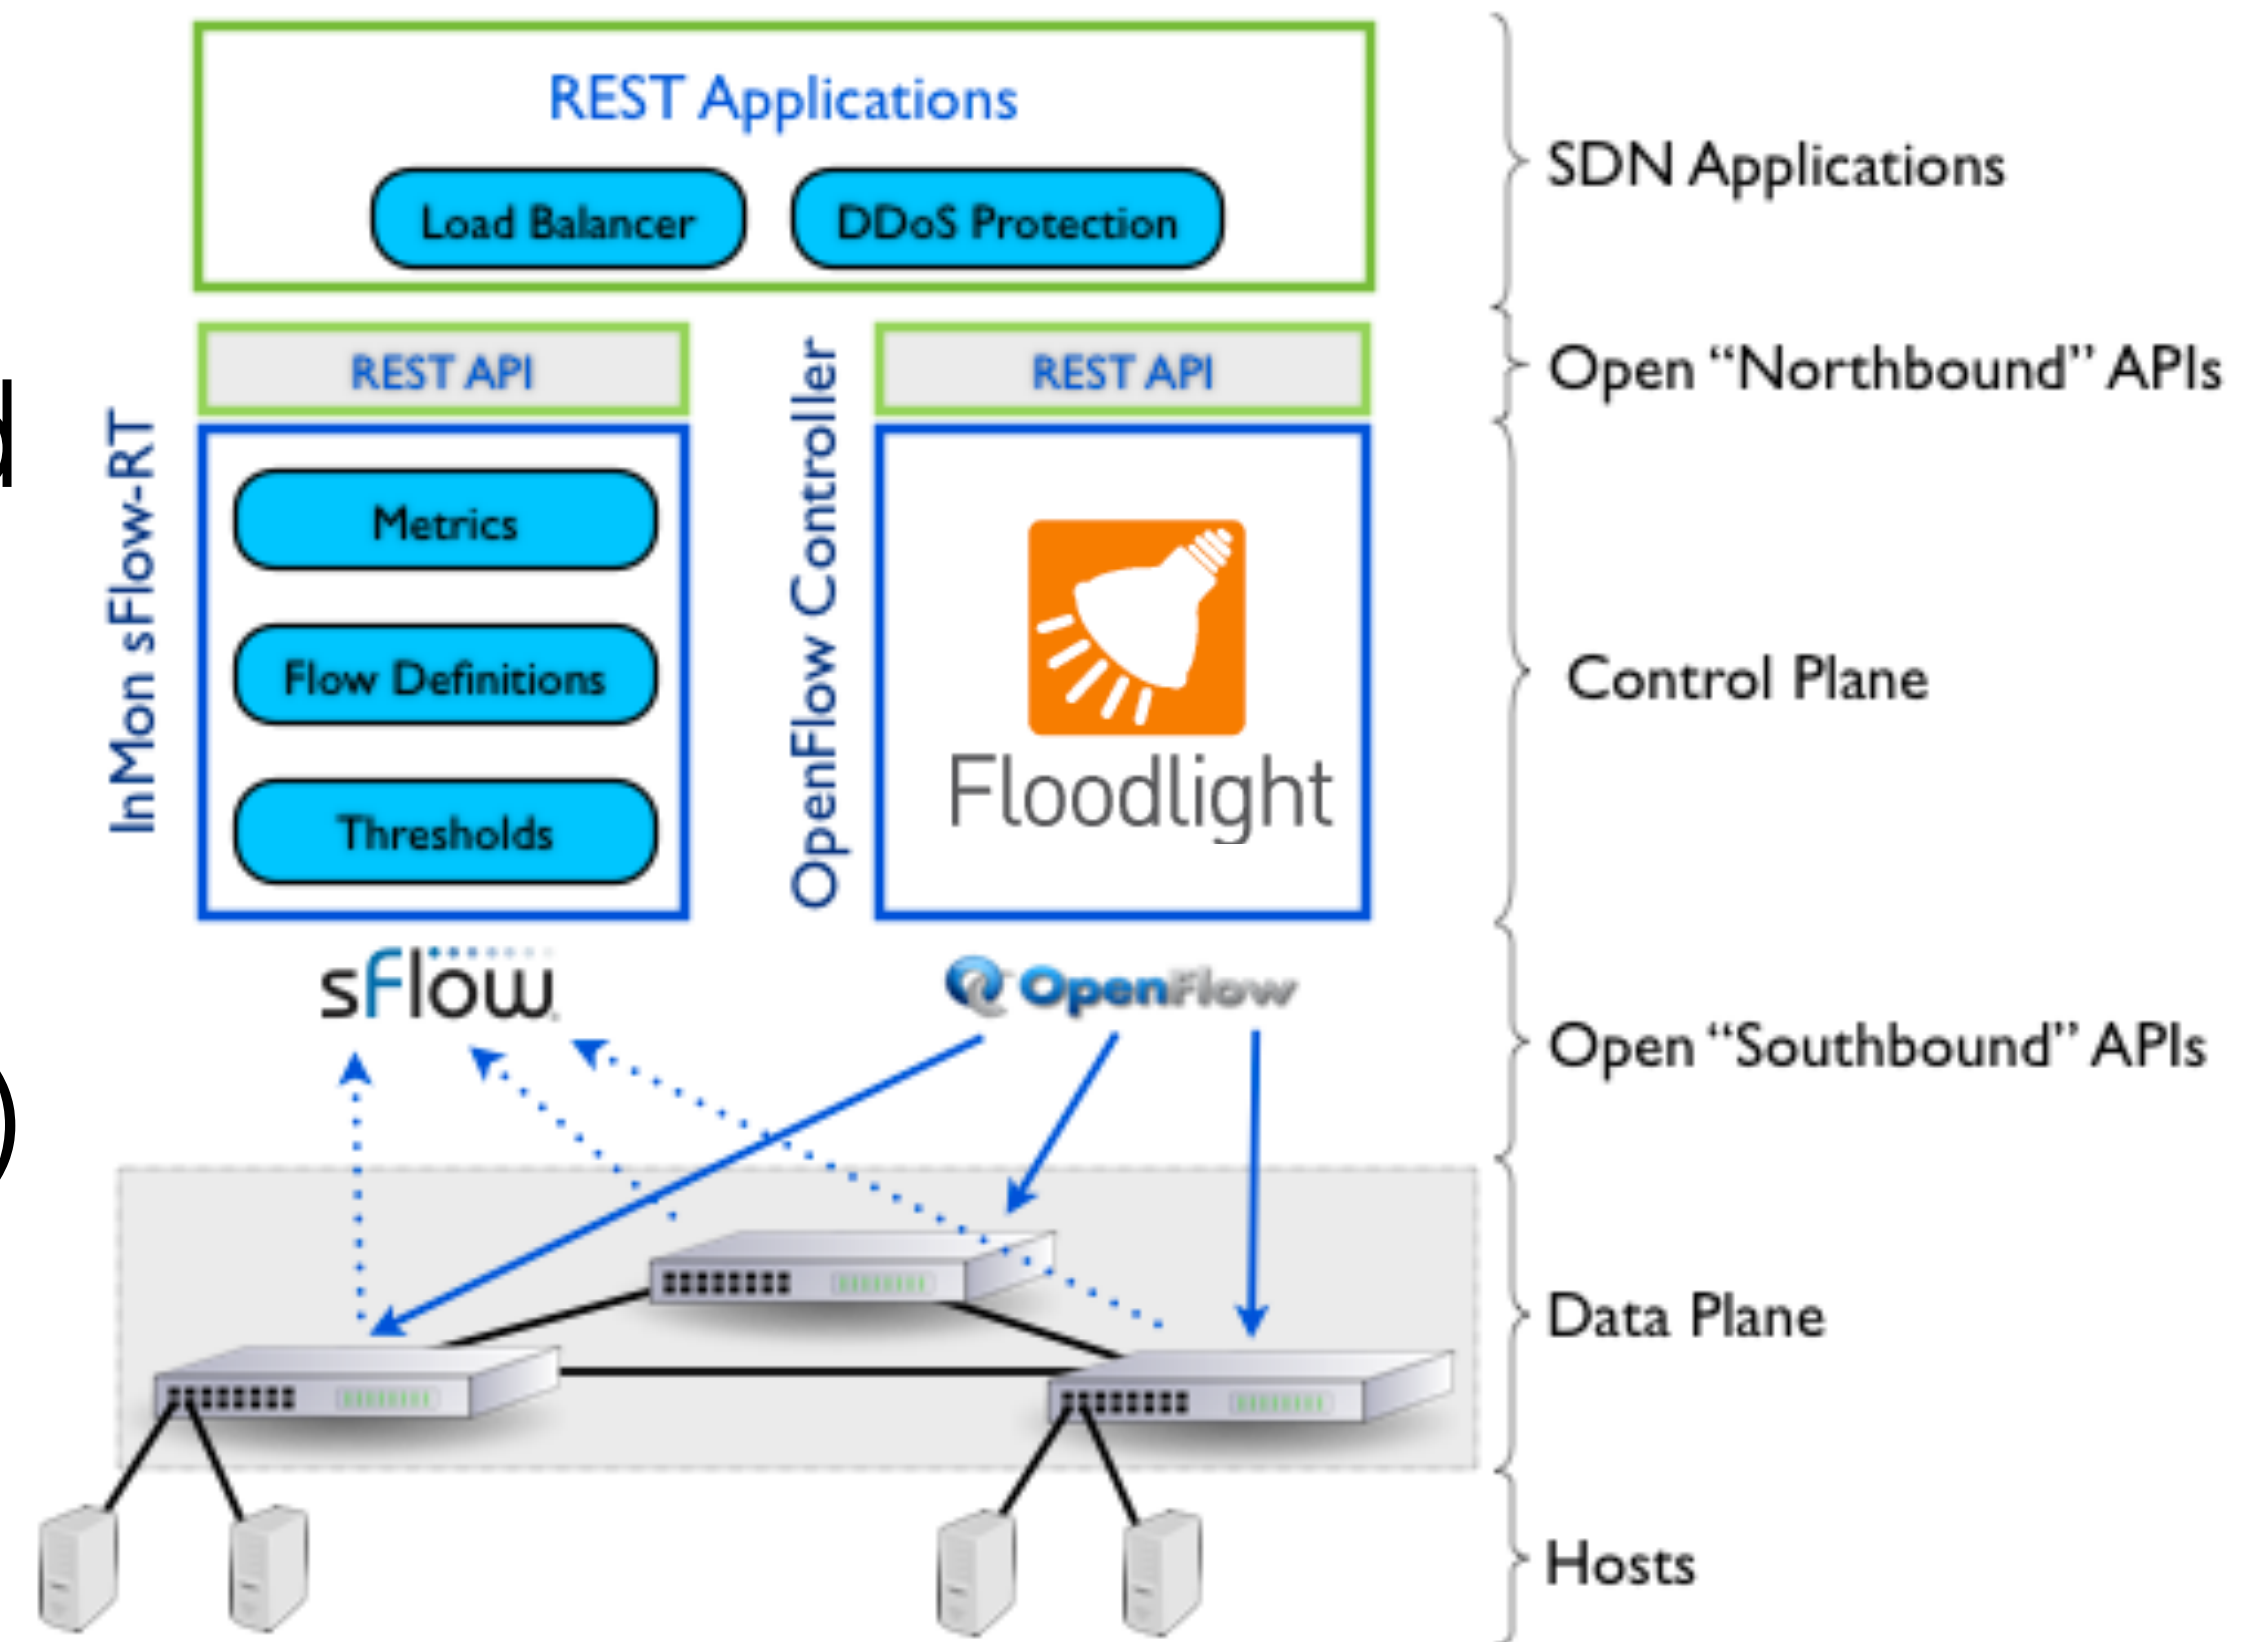 REST Applications
Load Balancer
DDoS Protection
SDN Applications
REST API
REST API
Open “Northbound” APIs
InMon sFlow-RT
Metrics
Flow Definitions
Thresholds
OpenFlow Controller
Floodlight
Control Plane
sFlow
OpenFlow
Open “Southbound” APIs
Data Plane
Hosts
d
)